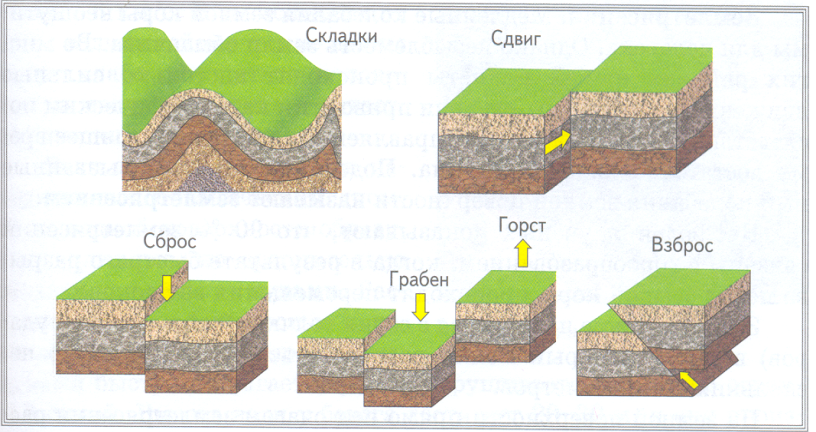 Складки
Сдвиг
Сброс
Грабен
Горст
Взброс